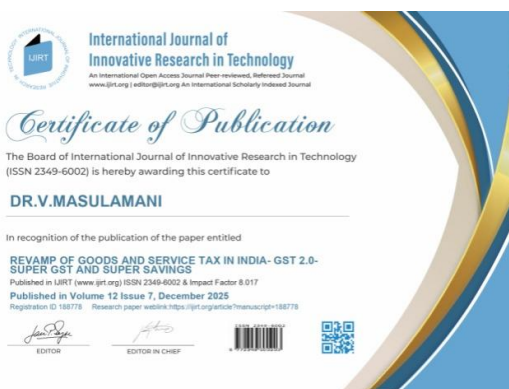 International Journal of
Innovative Research in Technology
An International Open Access Journal Peer-reviewed, Refereed Journal
www.ijirt.org | editor@ijirt.org An International Scholarly Indexed Journal
IJIRT
Certificate of Publication
The Board of International Journal of Innovative Research in Technology
(ISSN 2349-6002) is hereby awarding this certificate to
DR.V.MASULAMANI
In recognition of the publication of the paper entitled
REVAMP OF GOODS AND SERVICE TAX IN INDIA- GST 2.0-
SUPER GST AND SUPER SAVINGS
Published in IJIRT (www.ijirt.org) ISSN 2349-6002 & Impact Factor 8.017
Published in Volume 12 Issue 7, December 2025
Registration ID 188778 Research paper weblink:https://ijirt.org/article?manuscript=188778
EDITOR
EDITOR IN CHIEF